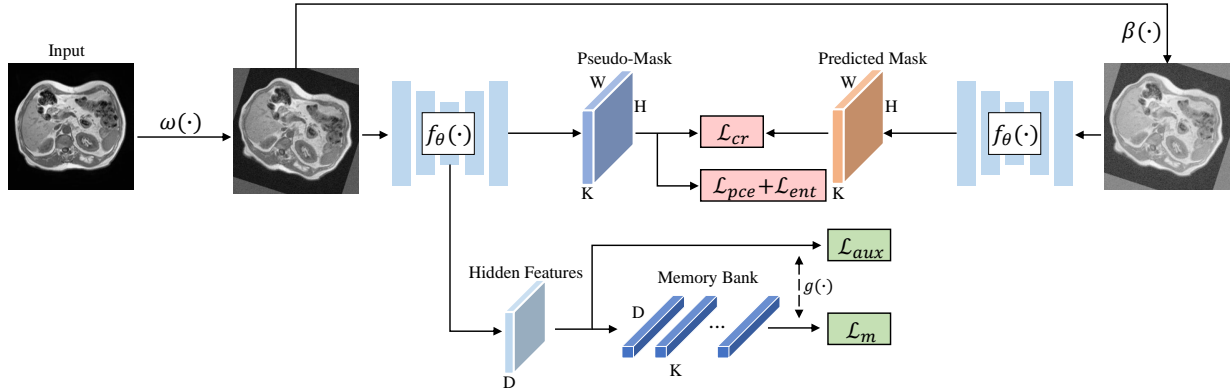 Input
ω(·)
β(·)
f_θ(·)
Pseudo-Mask
W
H
K
ℒ_cr
ℒ_pce+ℒ_ent
Predicted Mask
W
H
K
f_θ(·)
Hidden Features
D
Memory Bank
D
...
K
ℒ_aux
g(·)
ℒ_m